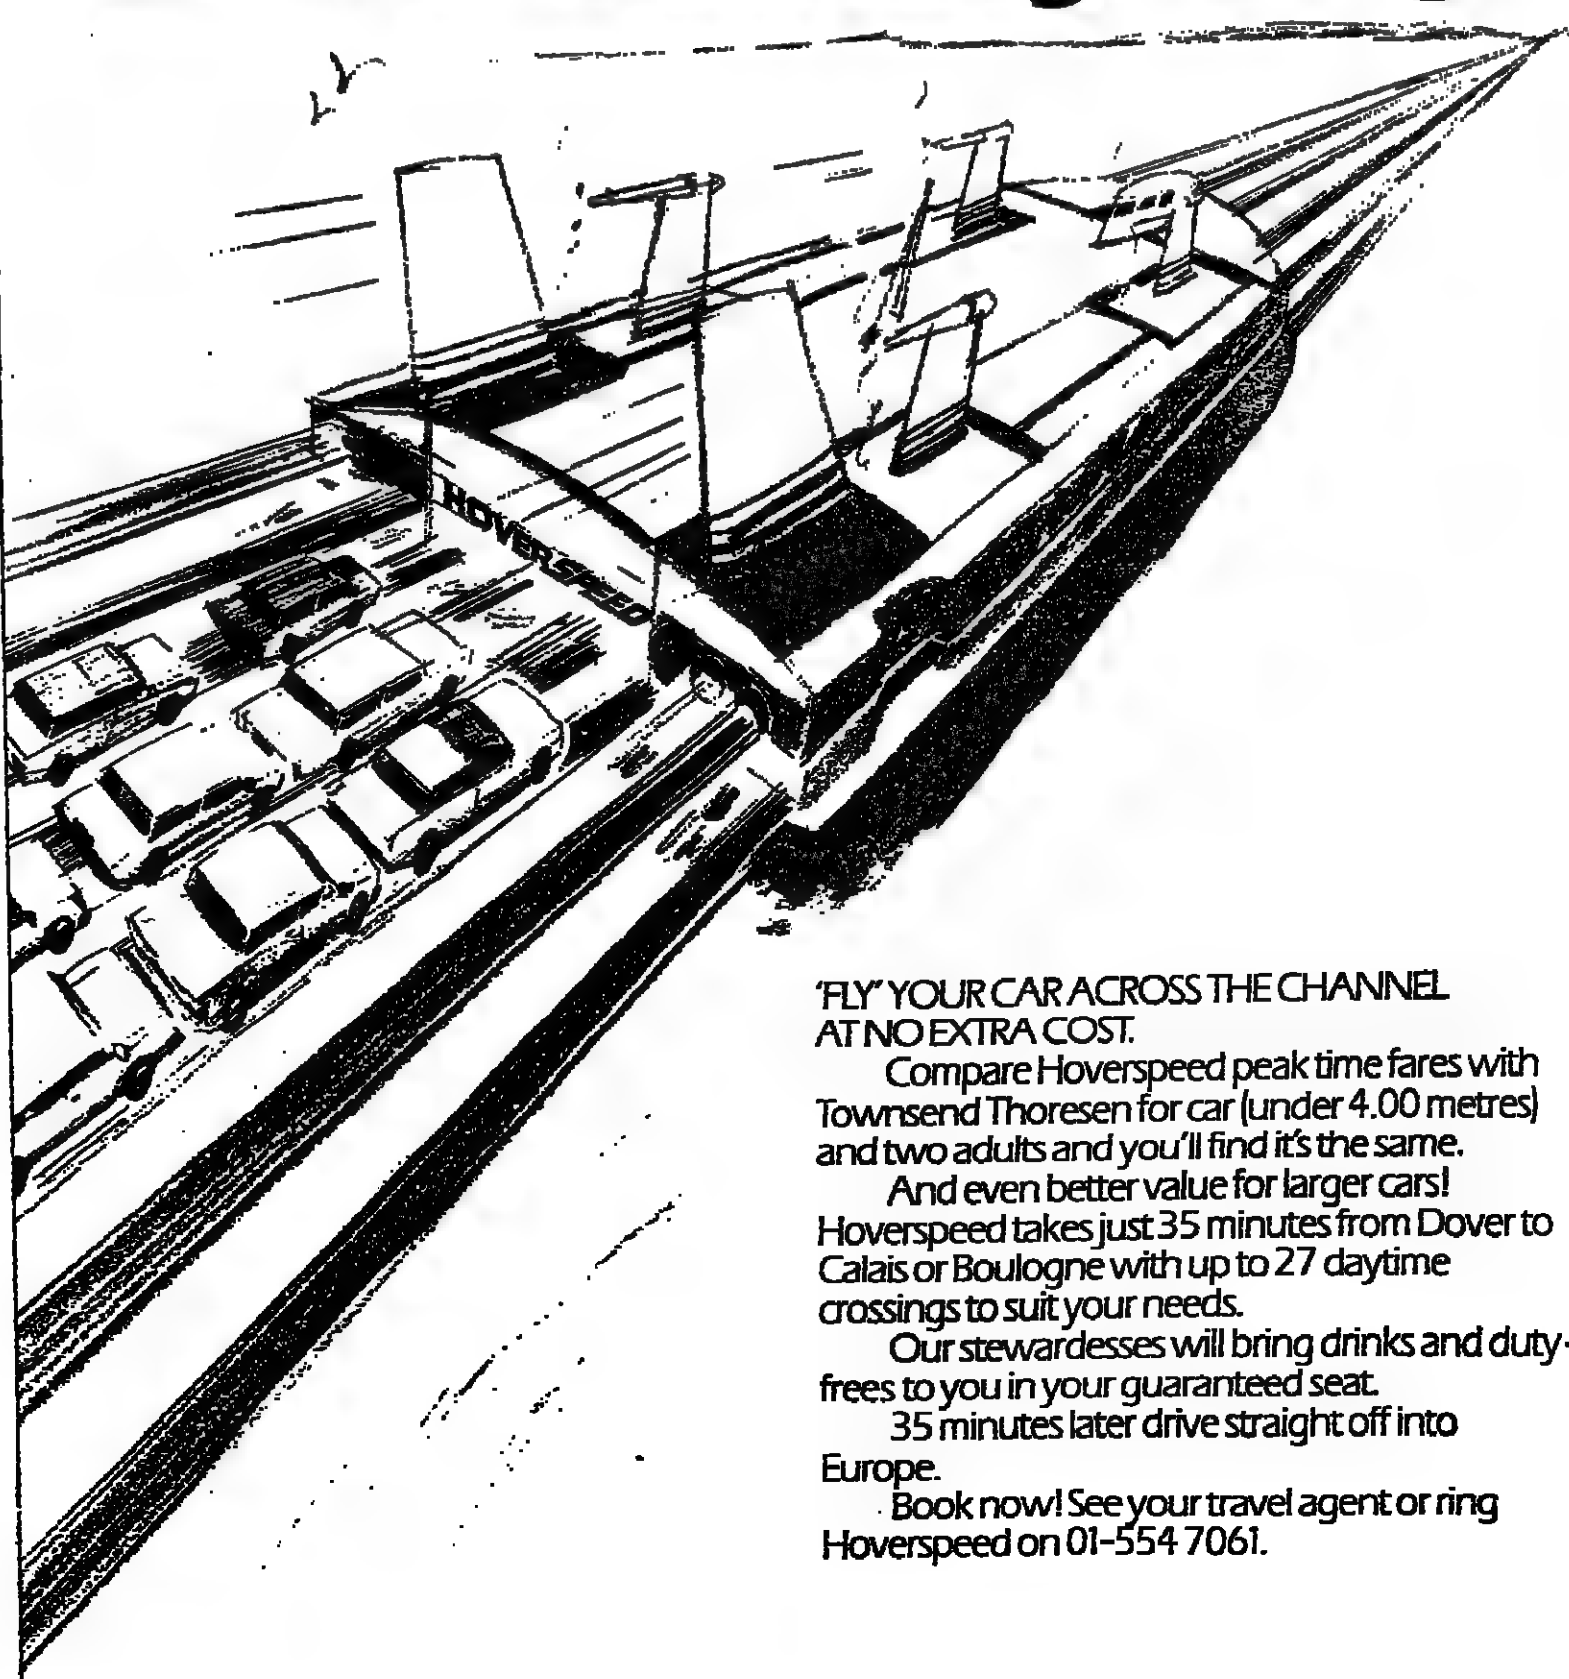 HOVERSPEED
'FLY' YOUR CAR ACROSS THE CHANNEL
AT NO EXTRA COST.
Compare Hoverspeed peak time fares with
Townsend Thoresen for car (under 4.00 metres)
and two adults and you'll find it's the same.
And even better value for larger cars!
Hoverspeed takes just 35 minutes from Dover to
Calais or Boulogne with up to 27 daytime
crossings to suit your needs.
Our stewardesses will bring drinks and duty-
frees to you in your guaranteed seat.
35 minutes later drive straight off into
Europe.
Book now! See your travel agent or ring
Hoverspeed on 01-554 7061.